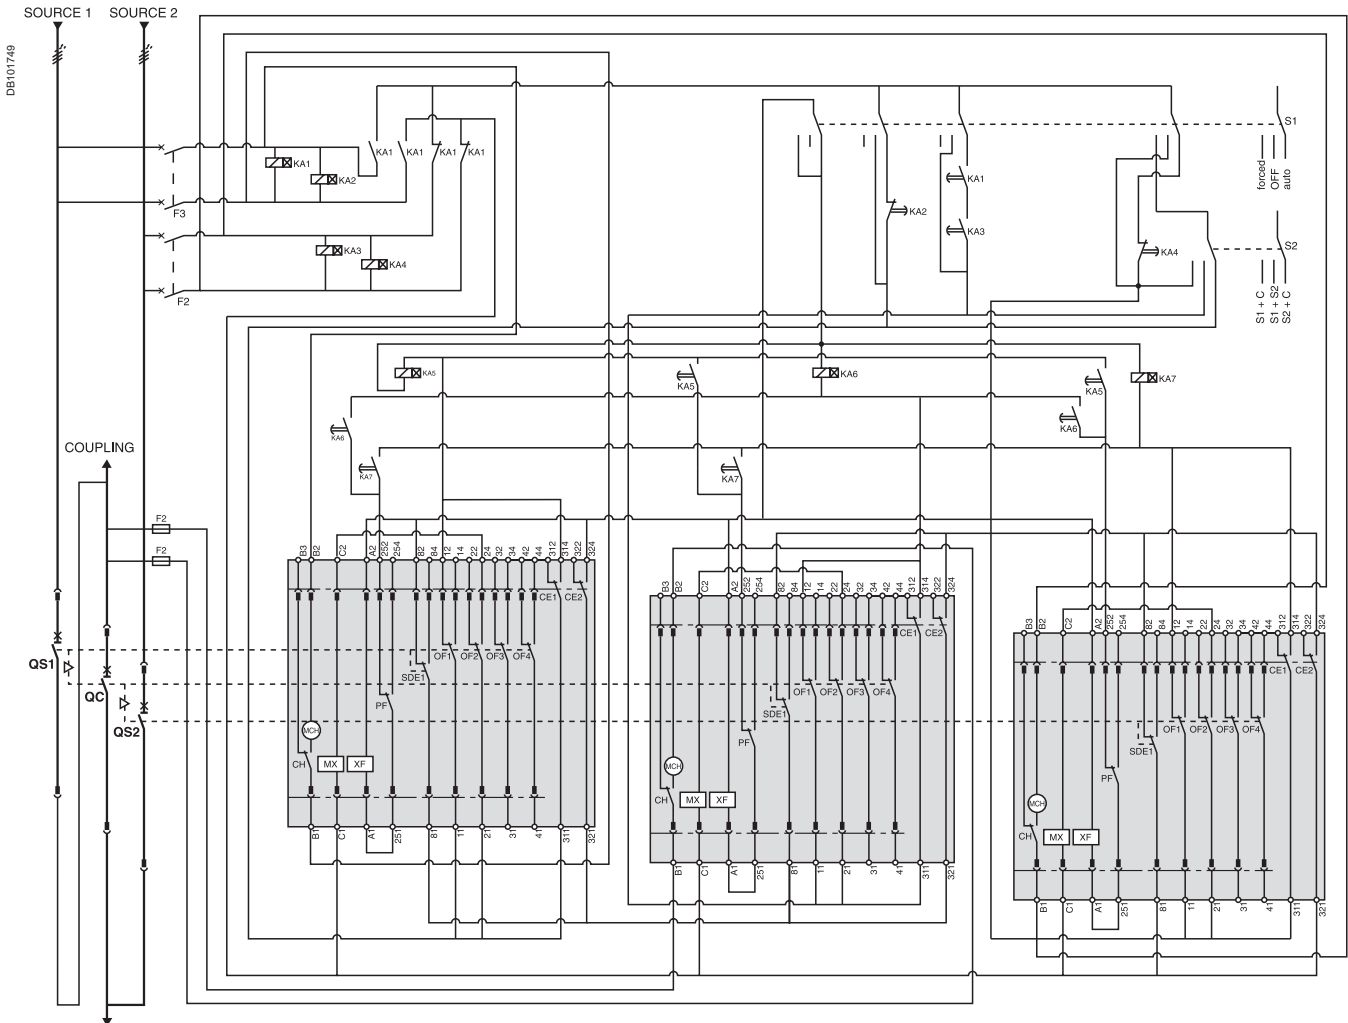 SOURCE 1 SOURCE 2
DB101749
S1
KA1 KA1 KA1 KA1
KA1
KA2
forced
OFF
auto
KA1
F3
KA2
KA3
KA3
KA4
KA4
S2
F2
S1 + C
S1 + S2
S2 + C
KA5
KA5
KA6
KA5
KA7
KA6
KA6
COUPLING
KA7
KA7
F2
F2
B3 B2 C2 A2 252 254 82 84 12 14 22 24 32 34 42 44 312 314 322 324
CE1 CE2
B3 B2 C2 A2 252 254 82 84 12 14 22 24 32 34 42 44 312 314 322 324
CE1 CE2
B3 B2 C2 A2 252 254 82 84 12 14 22 24 32 34 42 44 312 314 322 324
CE1 CE2
QS1
QC
QS2
OF1 OF2 OF3 OF4
SDE1
PF
MCH
CH MX XF
B1 C1 A1 251 81 11 21 31 41 311 321
OF1 OF2 OF3 OF4
SDE1
PF
MCH
CH MX XF
B1 C1 A1 251 81 11 21 31 41 311 321
OF1 OF2 OF3 OF4
SDE1
PF
MCH
CH MX XF
B1 C1 A1 251 81 11 21 31 41 311 321